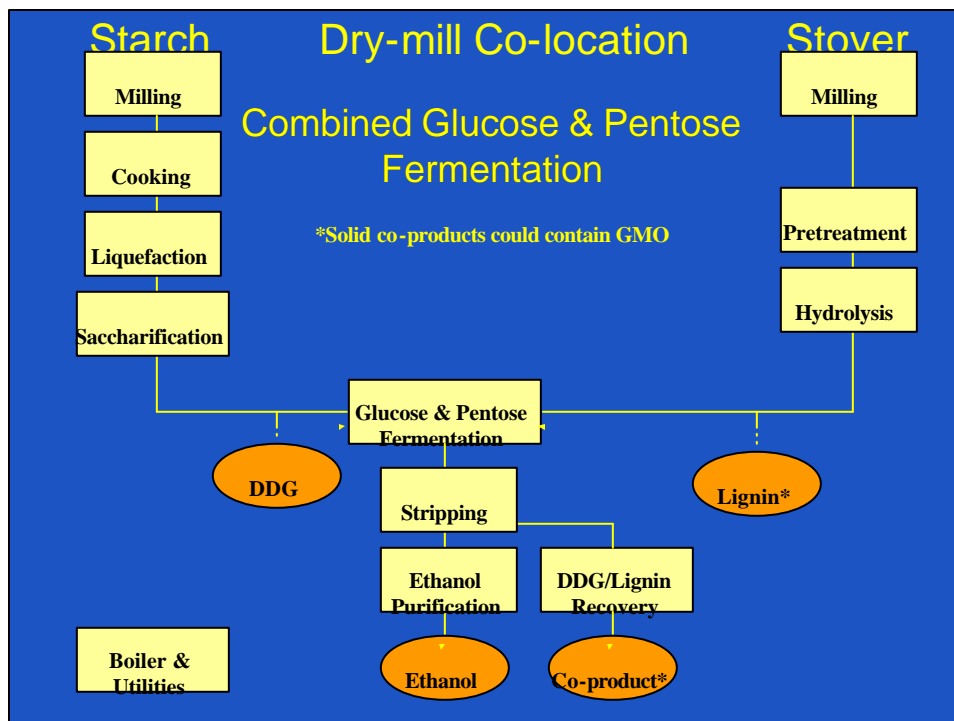 Starch
Dry-mill Co-location
Stover
Milling
Milling
Combined Glucose & Pentose
Fermentation
Cooking
*Solid co-products could contain GMO
Pretreatment
Liquefaction
Hydrolysis
Saccharification
Glucose & Pentose
Fermentation
DDG
Lignin*
Stripping
Ethanol
Purification
DDG/Lignin
Recovery
Boiler &
Utilities
Ethanol
Co-product*